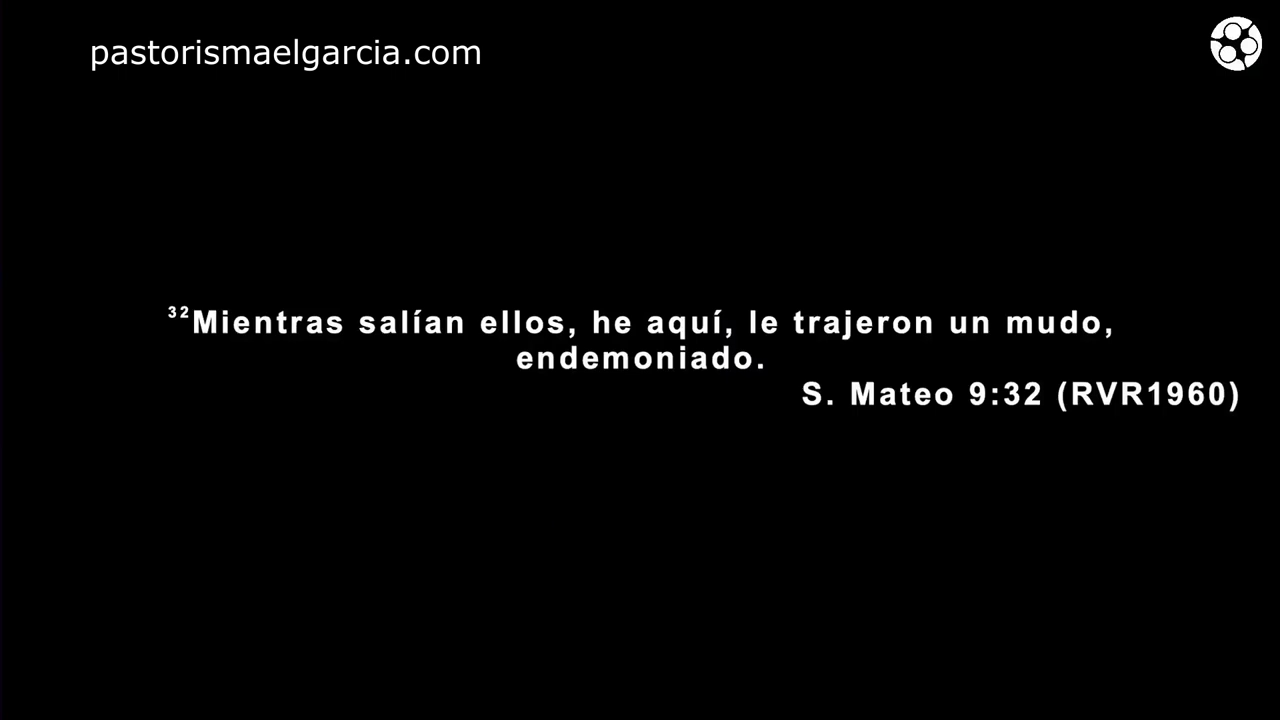 pastorismaelgarcia.com
³²Mientras salían ellos, he aquí, le trajeron un mudo,
endemoniado.
S. Mateo 9:32 (RVR1960)